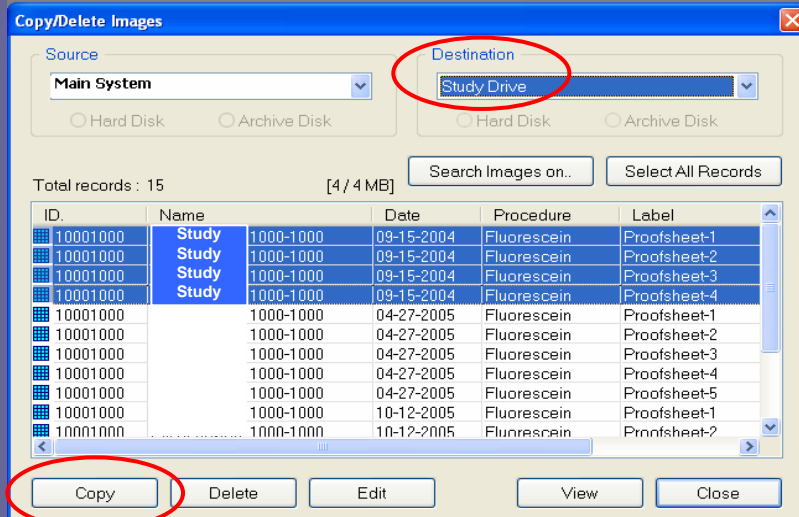 Copy/Delete Images
Source
Destination
Main System
Study Drive
Hard Disk Archive Disk
Hard Disk Archive Disk
Search Images on..
Select All Records
Total records : 15 [4 / 4 MB]
ID. Name Date Procedure Label
10001000 Study 1000-1000 09-15-2004 Fluorescein Proofsheet-1
10001000 Study 1000-1000 09-15-2004 Fluorescein Proofsheet-2
10001000 Study 1000-1000 09-15-2004 Fluorescein Proofsheet-3
10001000 Study 1000-1000 09-15-2004 Fluorescein Proofsheet-4
10001000 1000-1000 04-27-2005 Fluorescein Proofsheet-1
10001000 1000-1000 04-27-2005 Fluorescein Proofsheet-2
10001000 1000-1000 04-27-2005 Fluorescein Proofsheet-3
10001000 1000-1000 04-27-2005 Fluorescein Proofsheet-4
10001000 1000-1000 04-27-2005 Fluorescein Proofsheet-5
10001000 1000-1000 10-12-2005 Fluorescein Proofsheet-1
10001000 1000-1000 10-12-2005 Fluorescein Proofsheet-2
Copy Delete Edit View Close